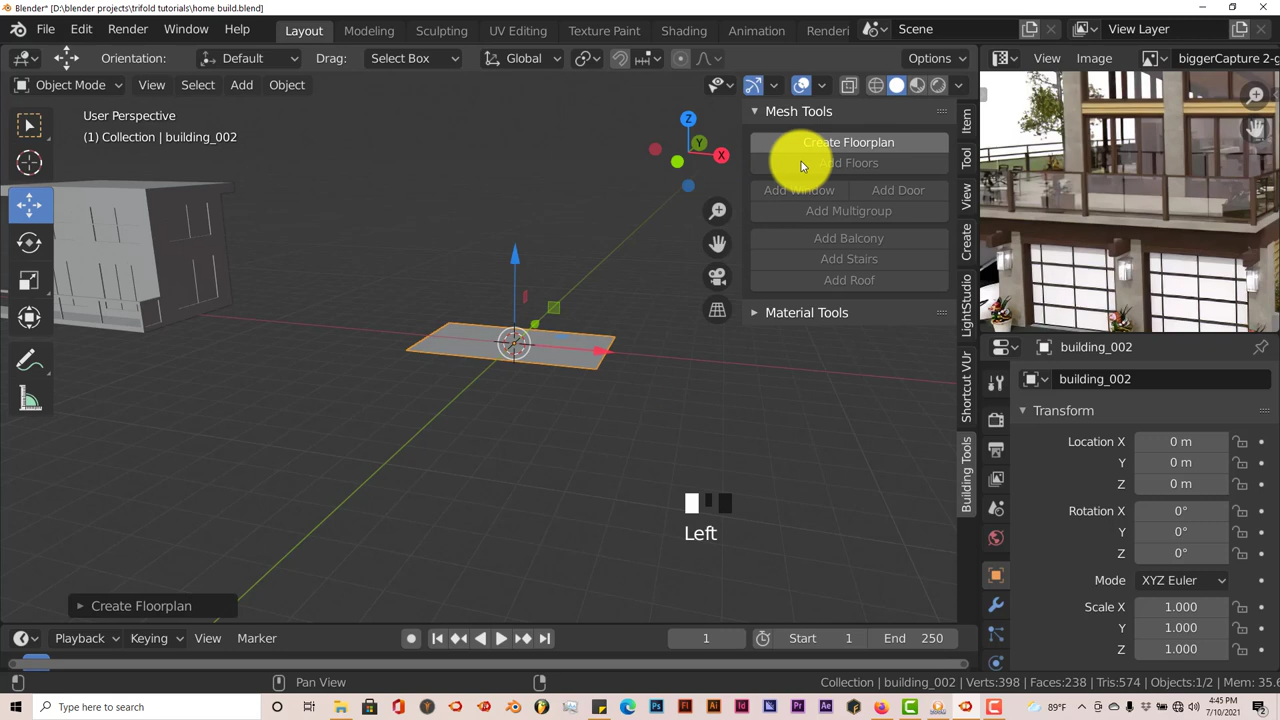 Blender* [D:\blender projects\trifold tutorials\home build.blend]
File Edit Render Window Help Layout Modeling Sculpting UV Editing Texture Paint Shading Animation Renderi Scene View Layer
Orientation: Default Drag: Select Box Global Options View Image biggerCapture 2-g
Object Mode View Select Add Object
User Perspective
(1) Collection | building_002
Z
Y
X
Mesh Tools
Create Floorplan
Add Floors
Add Window Add Door
Add Multigroup
Add Balcony
Add Stairs
Add Roof
Material Tools
Item
Tool
View
Create
LightStudio
Shortcut VUr
Building Tools
Left
Create Floorplan
building_002
building_002
Transform
Location X 0 m
Y 0 m
Z 0 m
Rotation X 0°
Y 0°
Z 0°
Mode XYZ Euler
Scale X 1.000
Y 1.000
Z 1.000
Playback Keying View Marker 1 Start 1 End 250
Pan View Collection | building_002 | Verts:398 | Faces:238 | Tris:574 | Objects:1/2 | Mem: 35.6
Type here to search 89°F 4:45 PM
7/10/2021